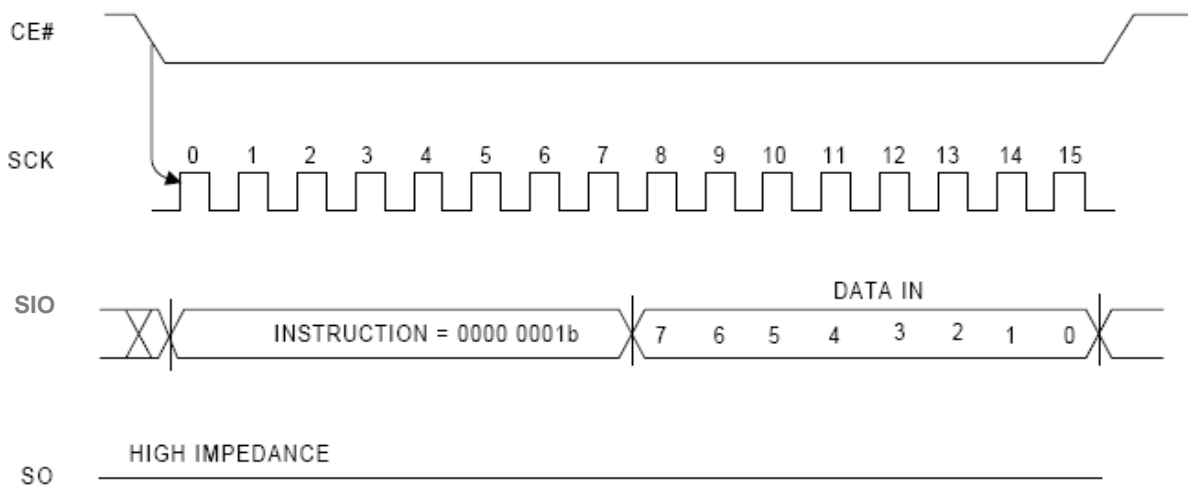 CE#
SCK 0 1 2 3 4 5 6 7 8 9 10 11 12 13 14 15
DATA IN
SIO INSTRUCTION = 0000 0001b 7 6 5 4 3 2 1 0
HIGH IMPEDANCE
SO